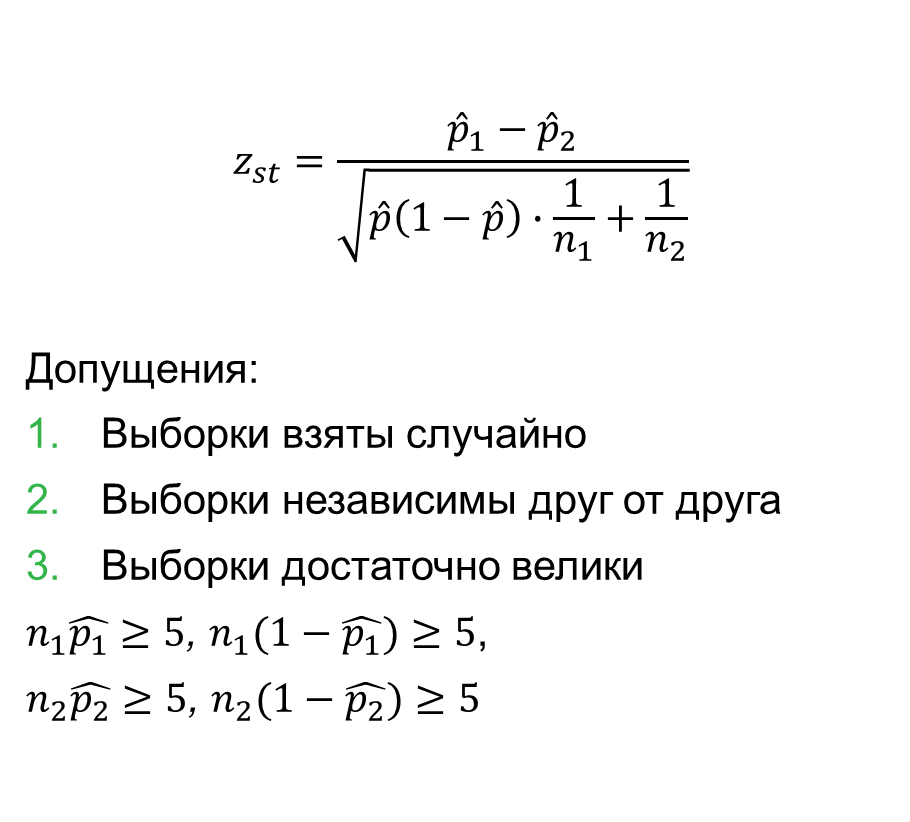 z_st = (p̂₁ − p̂₂) / √(p̂(1 − p̂) · 1/n₁ + 1/n₂)
Допущения:
1. Выборки взяты случайно
2. Выборки независимы друг от друга
3. Выборки достаточно велики
n₁p̂₁ ≥ 5, n₁(1 − p̂₁) ≥ 5,
n₂p̂₂ ≥ 5, n₂(1 − p̂₂) ≥ 5